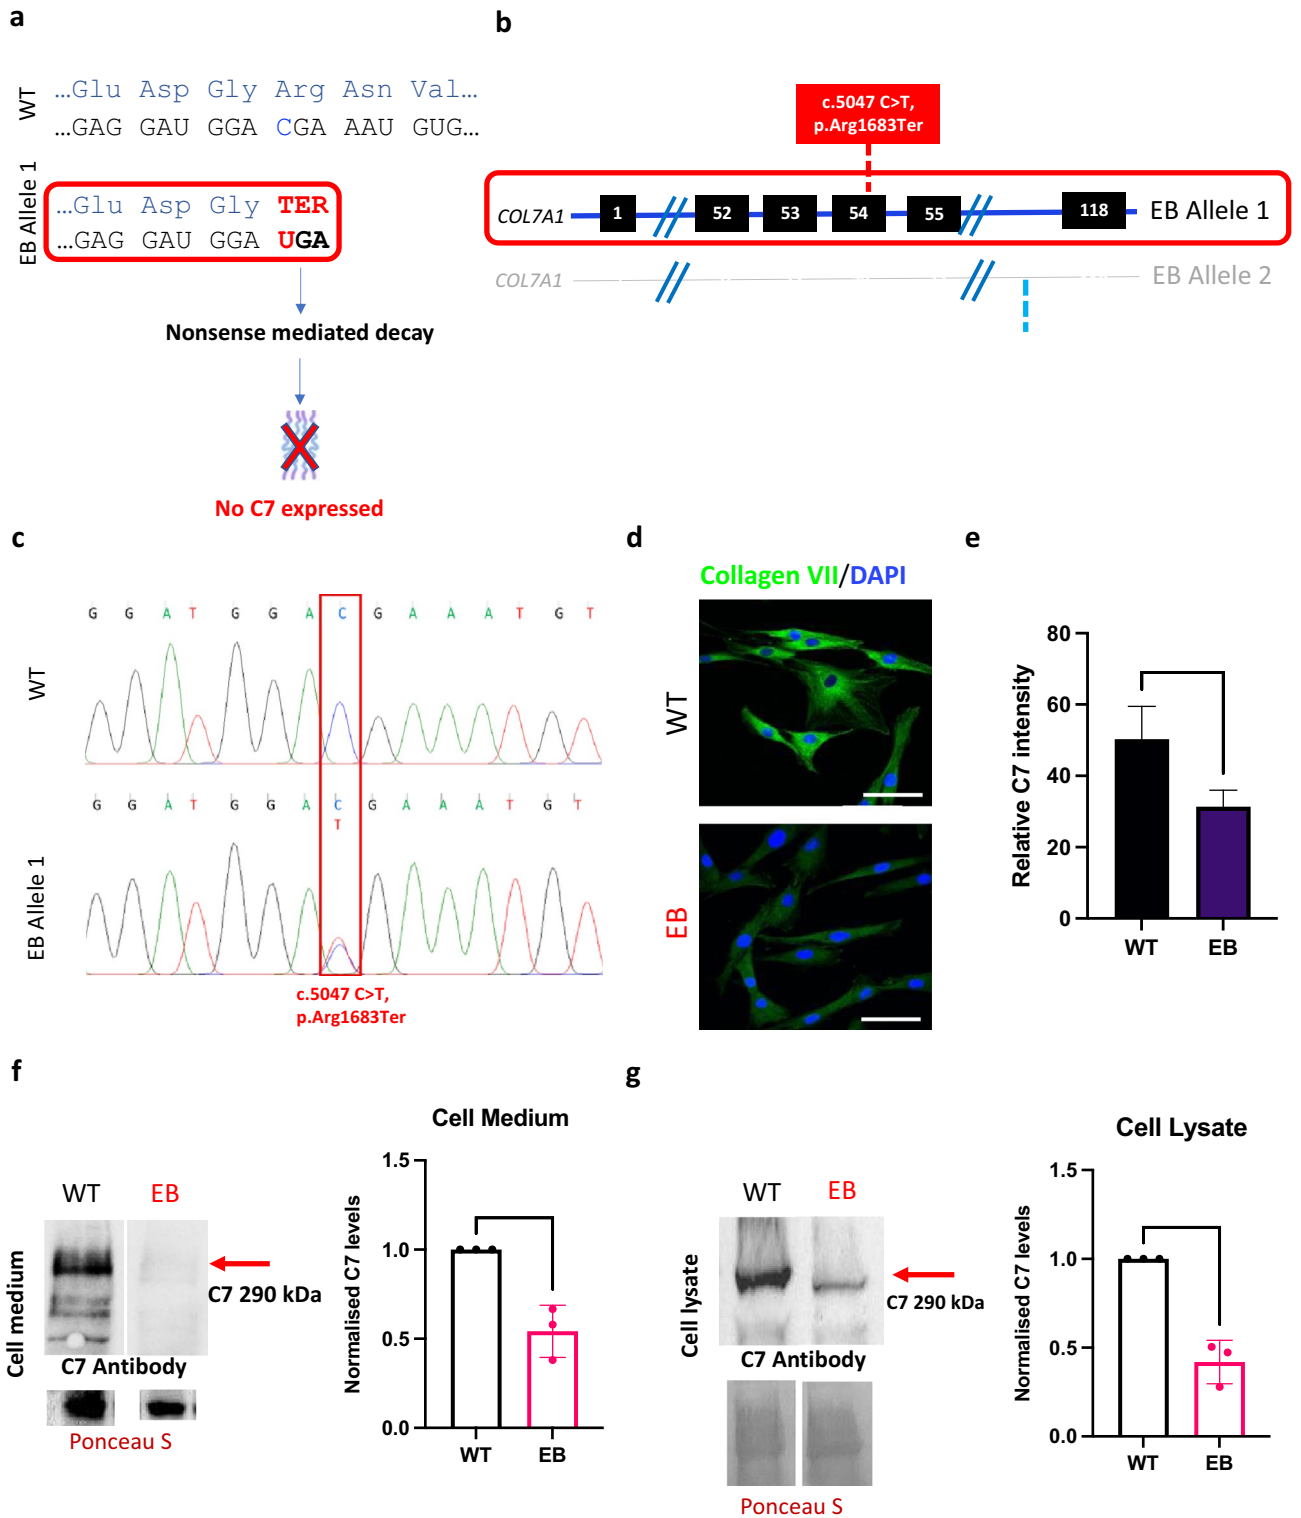 a
WT
…Glu Asp Gly Arg Asn Val…
…GAG GAU GGA CGA AAU GUG…
EB Allele 1
…Glu Asp Gly TER
…GAG GAU GGA UGA
Nonsense mediated decay
No C7 expressed
b
c.5047 C>T,
p.Arg1683Ter
COL7A1 1 52 53 54 55 118 EB Allele 1
COL7A1 EB Allele 2
c
WT
G G A T G G A C G A A A T G T
EB Allele 1
G G A T G G A C G A A A T G T
T
c.5047 C>T,
p.Arg1683Ter
d
Collagen VII/DAPI
WT
EB
e
Relative C7 intensity
80
60
40
20
0
WT EB
f
Cell medium
WT EB
C7 290 kDa
C7 Antibody
Ponceau S
Cell Medium
Normalised C7 levels
1.5
1.0
0.5
0.0
WT EB
g
Cell lysate
WT EB
C7 290 kDa
C7 Antibody
Ponceau S
Cell Lysate
Normalised C7 levels
1.5
1.0
0.5
0.0
WT EB